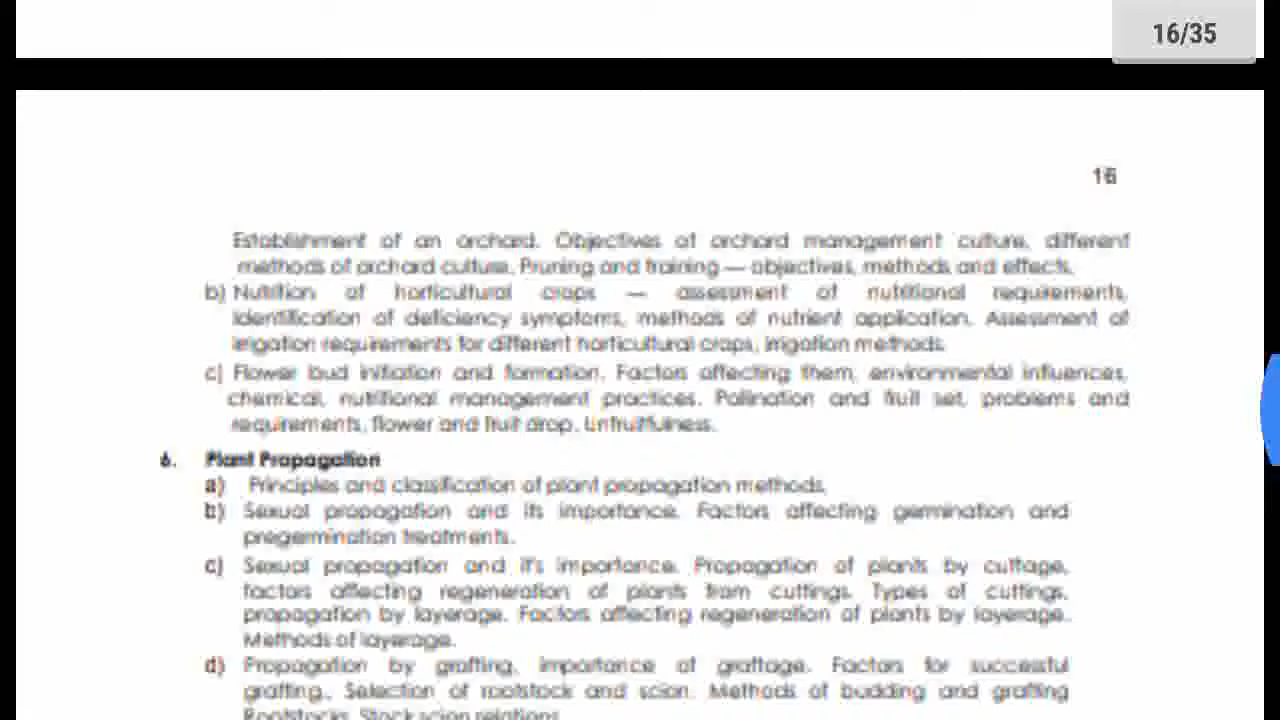 16/35
16
Establishment of an orchard. Objectives of orchard management culture, different
methods of orchard culture. Pruning and training — objectives, methods and effects.
b) Nutrition of horticultural crops — assessment of nutritional requirements,
identification of deficiency symptoms, methods of nutrient application. Assessment of
irrigation requirements for different horticultural crops, irrigation methods.
c) Flower bud initiation and formation. Factors affecting them, environmental influences,
chemical, nutritional management practices. Pollination and fruit set, problems and
requirements, flower and fruit drop. Unfruitfulness.
6. Plant Propagation
a) Principles and classification of plant propagation methods.
b) Sexual propagation and its importance. Factors affecting germination and
pregermination treatments.
c) Sexual propagation and it's importance. Propagation of plants by cuttage,
factors affecting regeneration of plants from cuttings. Types of cuttings,
propagation by layerage. Factors affecting regeneration of plants by layerage.
Methods of layerage.
d) Propagation by grafting, importance of graftage. Factors for successful
grafting., Selection of rootstock and scion. Methods of budding and grafting
Rootstocks. Stock scion relations